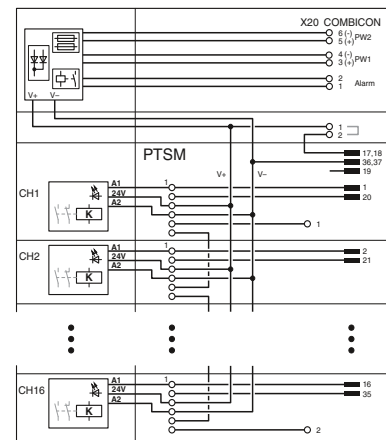 X20 COMBICON
6 (-)
5 (+) PW2
4 (-)
3 (+) PW1
2
1 Alarm
V+ V–
1
2
PTSM
V+ V–
17,18
36,37
19
CH1
A1
24V
A2
K
1
1
20
1
CH2
A1
24V
A2
K
1
2
21
CH16
A1
24V
A2
K
1
16
35
2